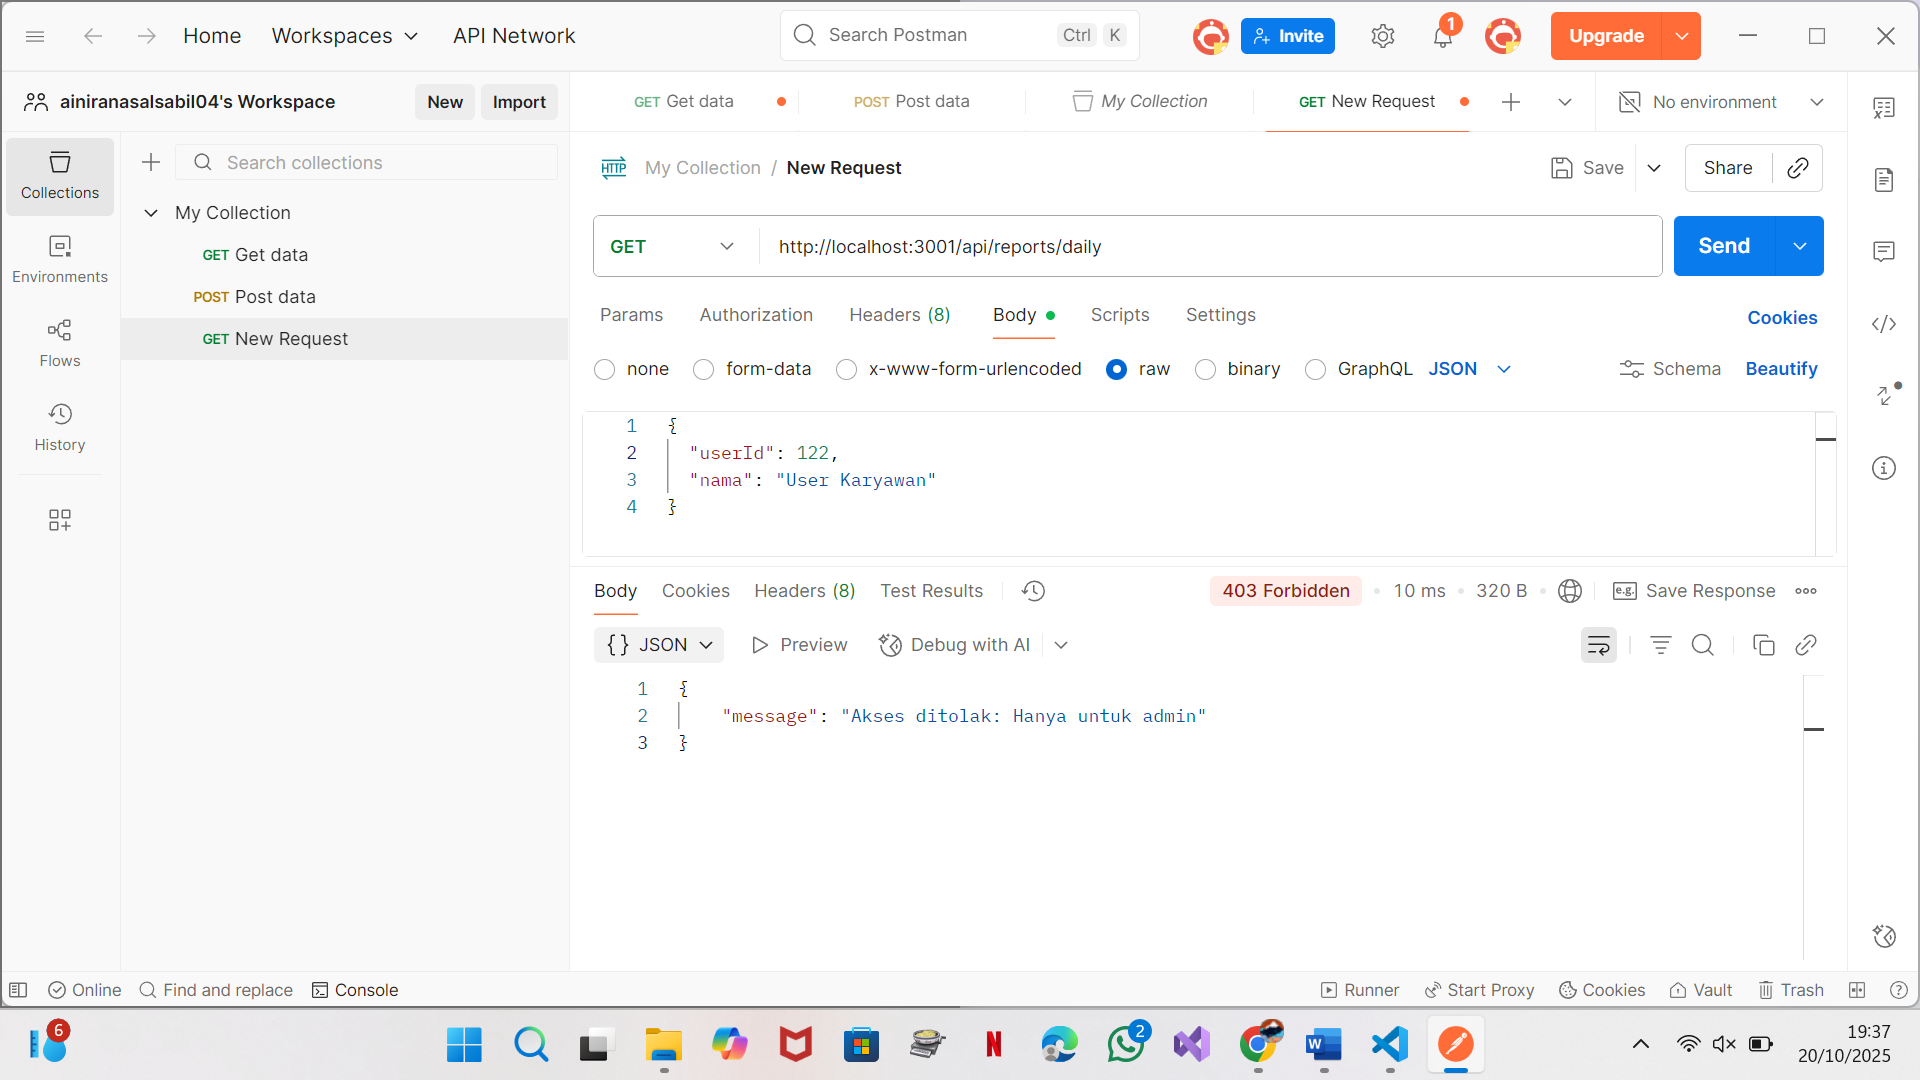 Home
Workspaces
API Network
Search Postman
Ctrl
K
Invite
1
Upgrade
ainiranasalsabil04's Workspace
New
Import
GET Get data
POST Post data
My Collection
GET New Request
No environment
Collections
Search collections
My Collection
GET Get data
POST Post data
GET New Request
Environments
Flows
History
HTTP
My Collection / New Request
Save
Share
GET
http://localhost:3001/api/reports/daily
Send
Params
Authorization
Headers (8)
Body
Scripts
Settings
Cookies
none
form-data
x-www-form-urlencoded
raw
binary
GraphQL
JSON
Schema
Beautify
1 {
2 "userId": 122,
3 "nama": "User Karyawan"
4 }
Body
Cookies
Headers (8)
Test Results
403 Forbidden
10 ms
320 B
e.g.
Save Response
{} JSON
Preview
Debug with AI
1 {
2 "message": "Akses ditolak: Hanya untuk admin"
3 }
Online
Find and replace
Console
Runner
Start Proxy
Cookies
Vault
Trash
6
N
2
W
19:37
20/10/2025